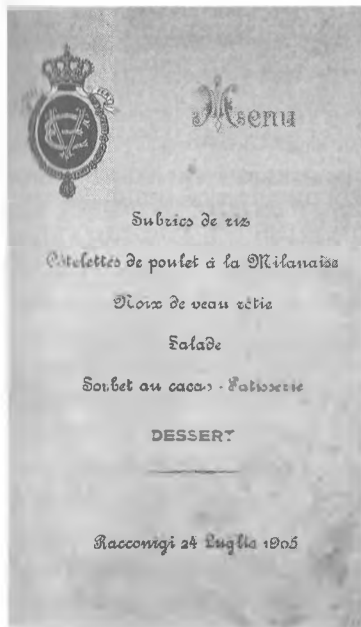 Menu
Subrics de riz
Côtelettes de poulet à la Milanaise
Noix de veau rôtie
Salade
Sorbet au cacao - Patisserie
DESSERT
Racconigi 24 Luglio 1905